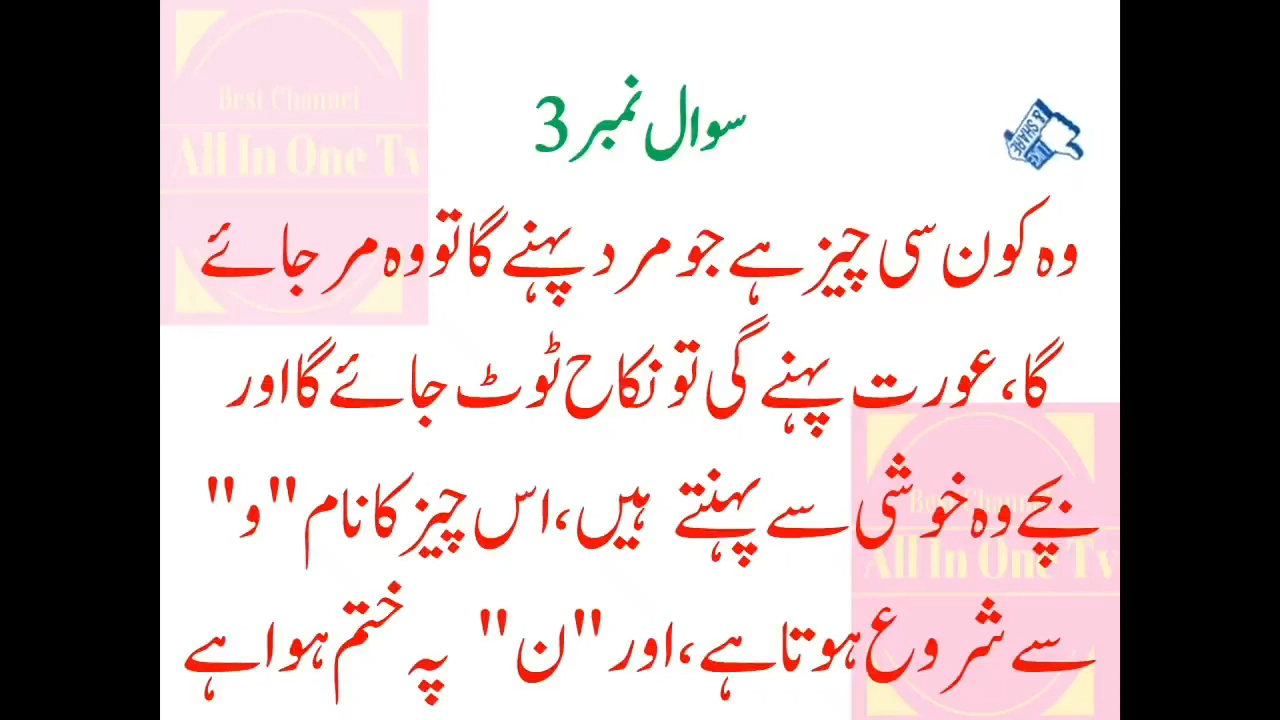 Best Channel
All In One Tv
سوال نمبر 3
LIKE & SHARE
وہ کون سی چیز ہے جو مرد پہنے گا تو وہ مر جائے
گا، عورت پہنے گی تو نکاح ٹوٹ جائے گا اور
بچے وہ خوشی سے پہنتے ہیں، اس چیز کا نام "و"
سے شروع ہوتا ہے، اور "ن" پہ ختم ہوا ہے
Best Channel
All In One Tv